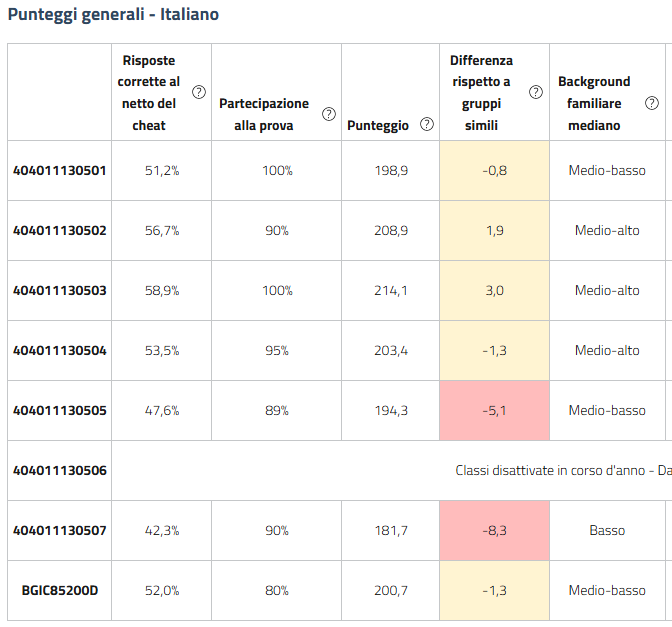 Punteggi generali - Italiano
Risposte corrette al netto del cheat ? Partecipazione alla prova ? Punteggio ? Differenza rispetto a gruppi simili ? Background familiare mediano ?
404011130501 51,2% 100% 198,9 -0,8 Medio-basso
404011130502 56,7% 90% 208,9 1,9 Medio-alto
404011130503 58,9% 100% 214,1 3,0 Medio-alto
404011130504 53,5% 95% 203,4 -1,3 Medio-alto
404011130505 47,6% 89% 194,3 -5,1 Medio-basso
404011130506 Classi disattivate in corso d'anno - Da
404011130507 42,3% 90% 181,7 -8,3 Basso
BGIC85200D 52,0% 80% 200,7 -1,3 Medio-basso